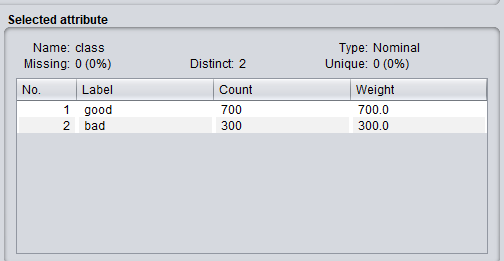 Selected attribute
Name: class Type: Nominal
Missing: 0 (0%) Distinct: 2 Unique: 0 (0%)
No. Label Count Weight
1 good 700 700.0
2 bad 300 300.0